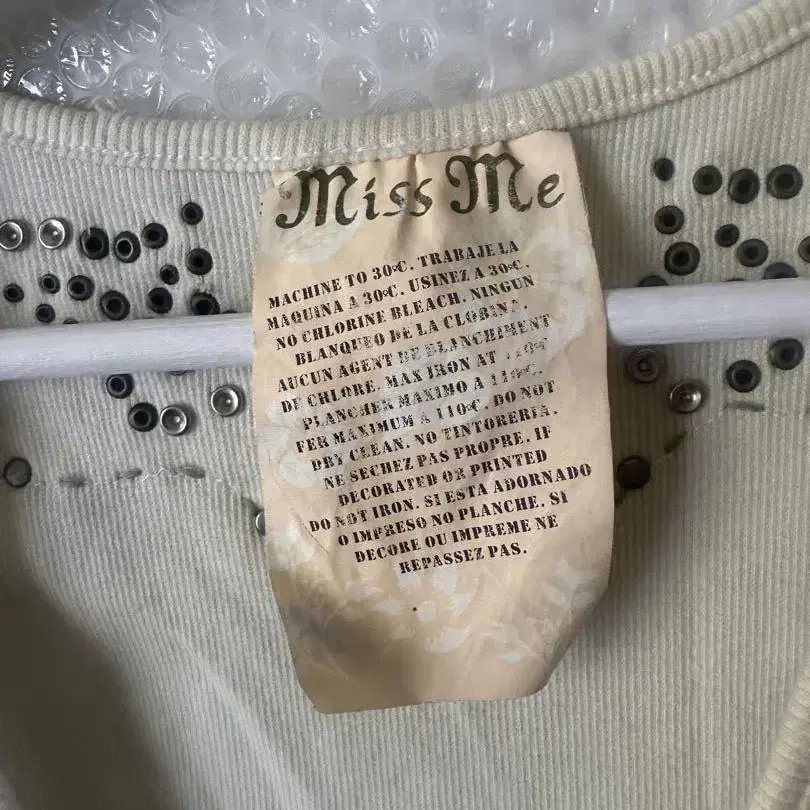 Miss Me
MACHINE TO 30°C. TRABAJE LA
MAQUINA A 30°C. USINEZ A 30°C.
NO CHLORINE BLEACH. NINGUN
BLANQUEO DE LA CLORINA.
AUCUN AGENT DE BLANCHIMENT
DE CHLORE. MAX IRON AT 110°C
PLANCHER MAXIMO A 110°C.
FER MAXIMUM A 110°C. DO NOT
DRY CLEAN. NO TINTORERIA.
NE SECHEZ PAS PROPRE. IF
DECORATED OR PRINTED
DO NOT IRON. SI ESTA ADORNADO
O IMPRESO NO PLANCHE. SI
DECORE OU IMPREME NE
REPASSEZ PAS.